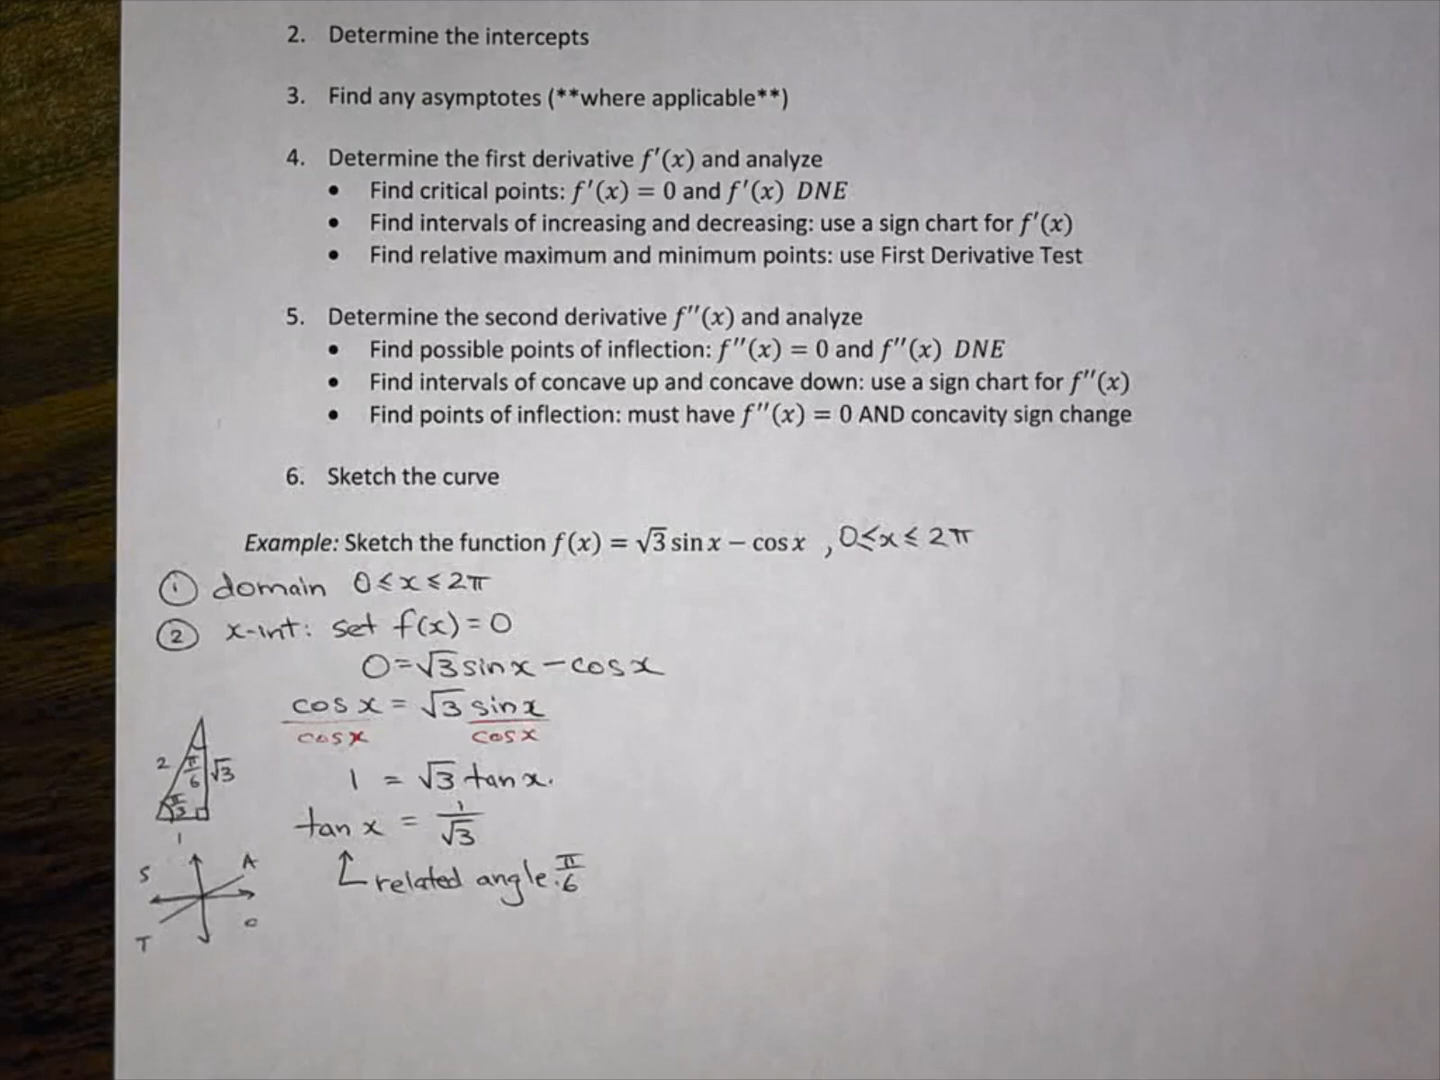 2. Determine the intercepts
3. Find any asymptotes (**where applicable**)
4. Determine the first derivative f′(x) and analyze
• Find critical points: f′(x) = 0 and f′(x) DNE
• Find intervals of increasing and decreasing: use a sign chart for f′(x)
• Find relative maximum and minimum points: use First Derivative Test
5. Determine the second derivative f″(x) and analyze
• Find possible points of inflection: f″(x) = 0 and f″(x) DNE
• Find intervals of concave up and concave down: use a sign chart for f″(x)
• Find points of inflection: must have f″(x) = 0 AND concavity sign change
6. Sketch the curve
Example: Sketch the function f(x) = √3 sin x − cos x , 0≤x≤2π
① domain 0≤x≤2π
② x-int: set f(x)=0
0=√3 sin x − cos x
cos x = √3 sin x
cos x cos x
1 = √3 tan x.
tan x = 1/√3
related angle: π/6
2 π/6 √3
π/3
1
S A
T C